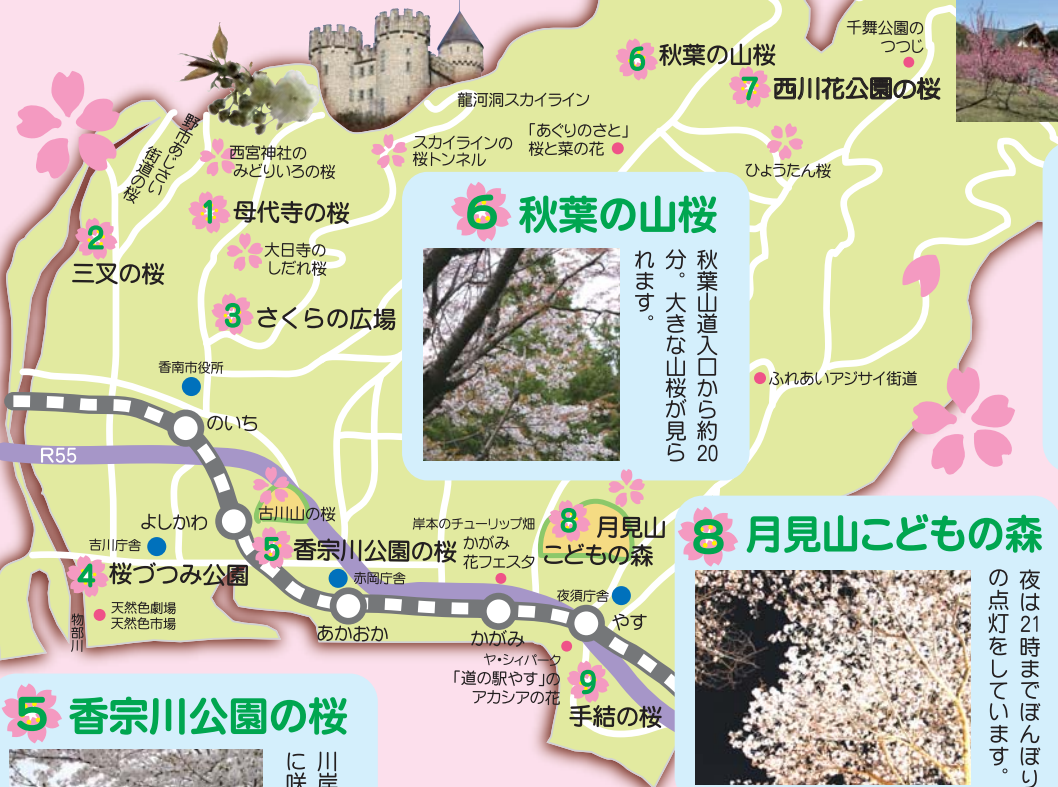 千舞公園の
つつじ
6 秋葉の山桜
7 西川花公園の桜
龍河洞スカイライン
「あぐりのさと」
桜と菜の花
スカイラインの
桜トンネル
ひょうたん桜
野市あじさい
街道の桜
西宮神社の
みどりいろの桜
1 母代寺の桜
2
三叉の桜
大日寺の
しだれ桜
3 さくらの広場
6 秋葉の山桜
秋葉山道入口から約20
分。大きな山桜が見ら
れます。
香南市役所
ふれあいアジサイ街道
のいち
R55
古川山の桜
よしかわ
吉川庁舎
5 香宗川公園の桜
4 桜づつみ公園
赤岡庁舎
岸本のチューリップ畑
かがみ
花フェスタ
8 月見山
こどもの森
天然色劇場
天然色市場
物部川
あかおか
かがみ
夜須庁舎
やす
ヤ・シィパーク
「道の駅やす」の
アカシアの花
9
手結の桜
8 月見山こどもの森
夜は21時までぼんぼり
の点灯をしています。
5 香宗川公園の桜
川岸
に咲